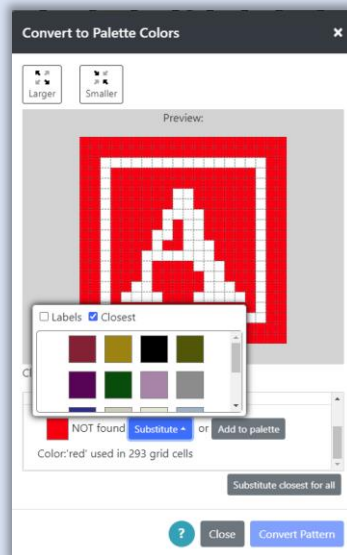 Convert to Palette Colors ×
Larger
Smaller
Preview:
A
Labels Closest
NOT found Substitute or Add to palette
Color:'red' used in 293 grid cells
Substitute closest for all
? Close Convert Pattern